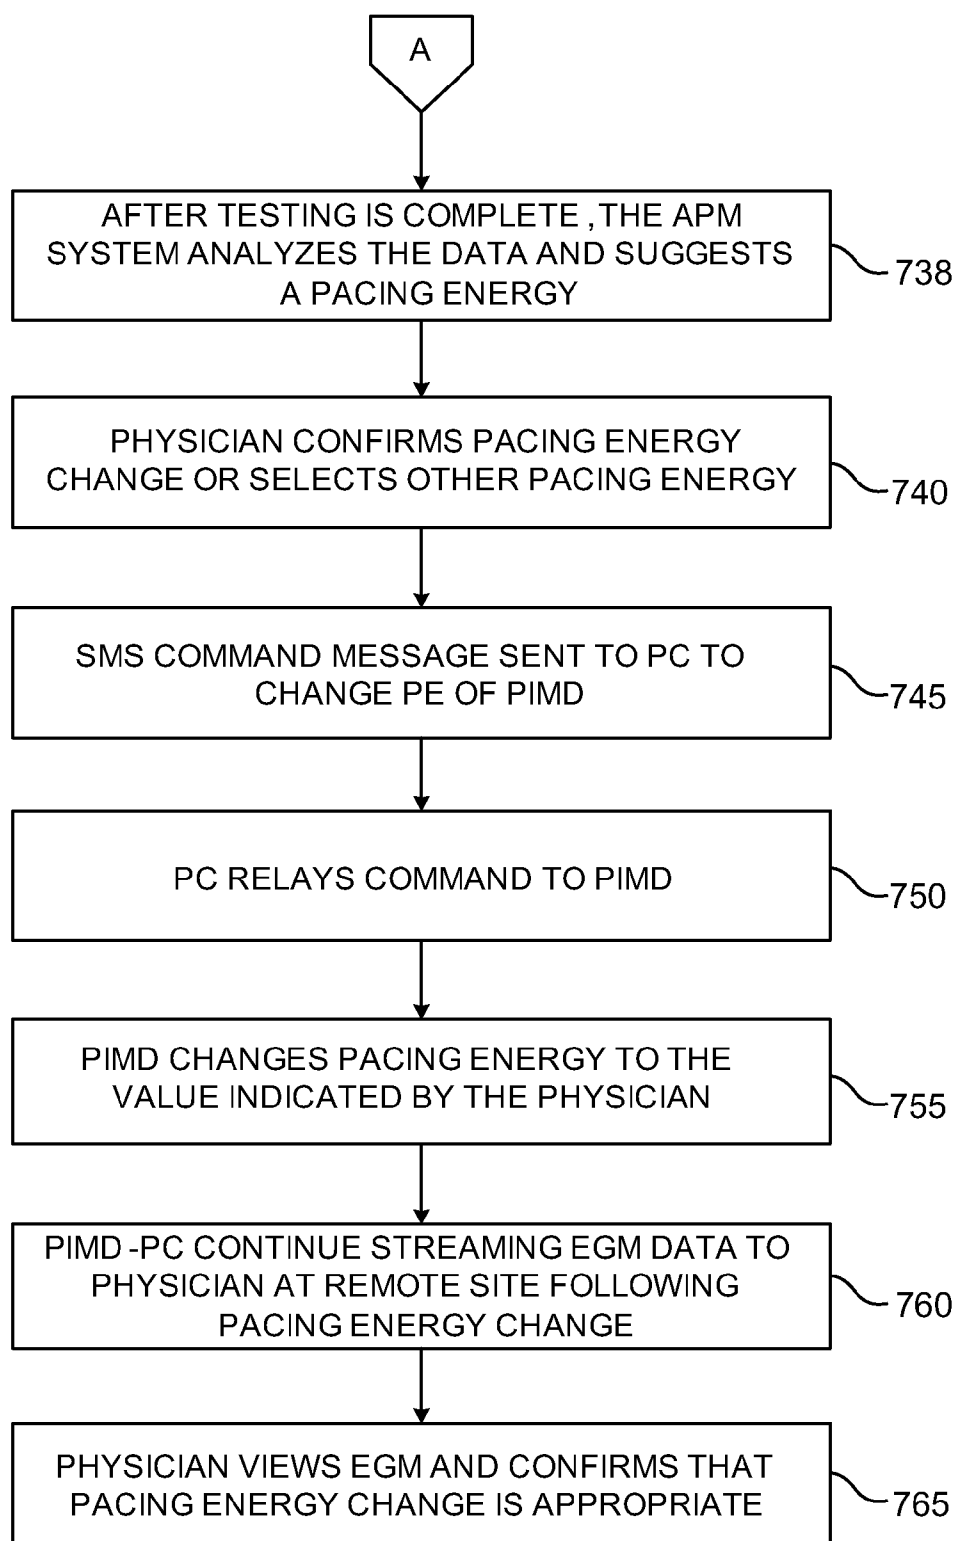 A
AFTER TESTING IS COMPLETE , THE APM
SYSTEM ANALYZES THE DATA AND SUGGESTS
A PACING ENERGY
738
PHYSICIAN CONFIRMS PACING ENERGY
CHANGE OR SELECTS OTHER PACING ENERGY
740
SMS COMMAND MESSAGE SENT TO PC TO
CHANGE PE OF PIMD
745
PC RELAYS COMMAND TO PIMD
750
PIMD CHANGES PACING ENERGY TO THE
VALUE INDICATED BY THE PHYSICIAN
755
PIMD -PC CONTINUE STREAMING EGM DATA TO
PHYSICIAN AT REMOTE SITE FOLLOWING
PACING ENERGY CHANGE
760
PHYSICIAN VIEWS EGM AND CONFIRMS THAT
PACING ENERGY CHANGE IS APPROPRIATE
765